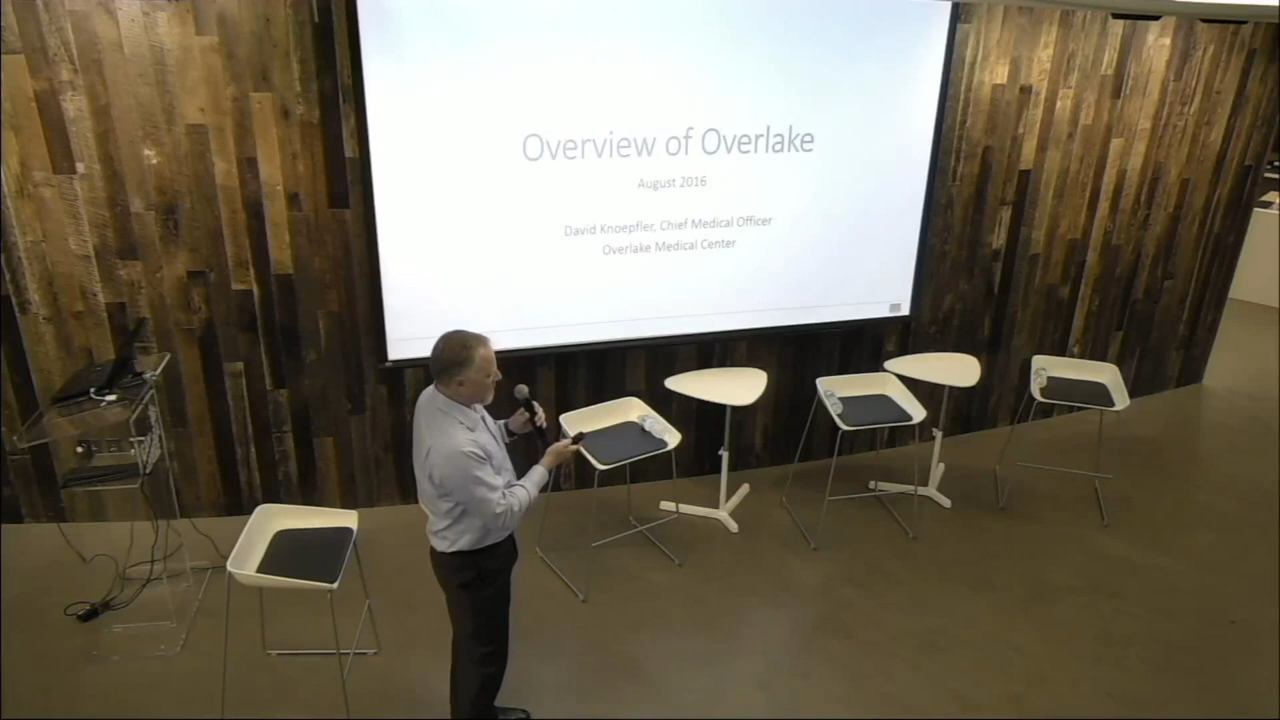 Overview of Overlake
August 2016
David Knoepfler, Chief Medical Officer
Overlake Medical Center